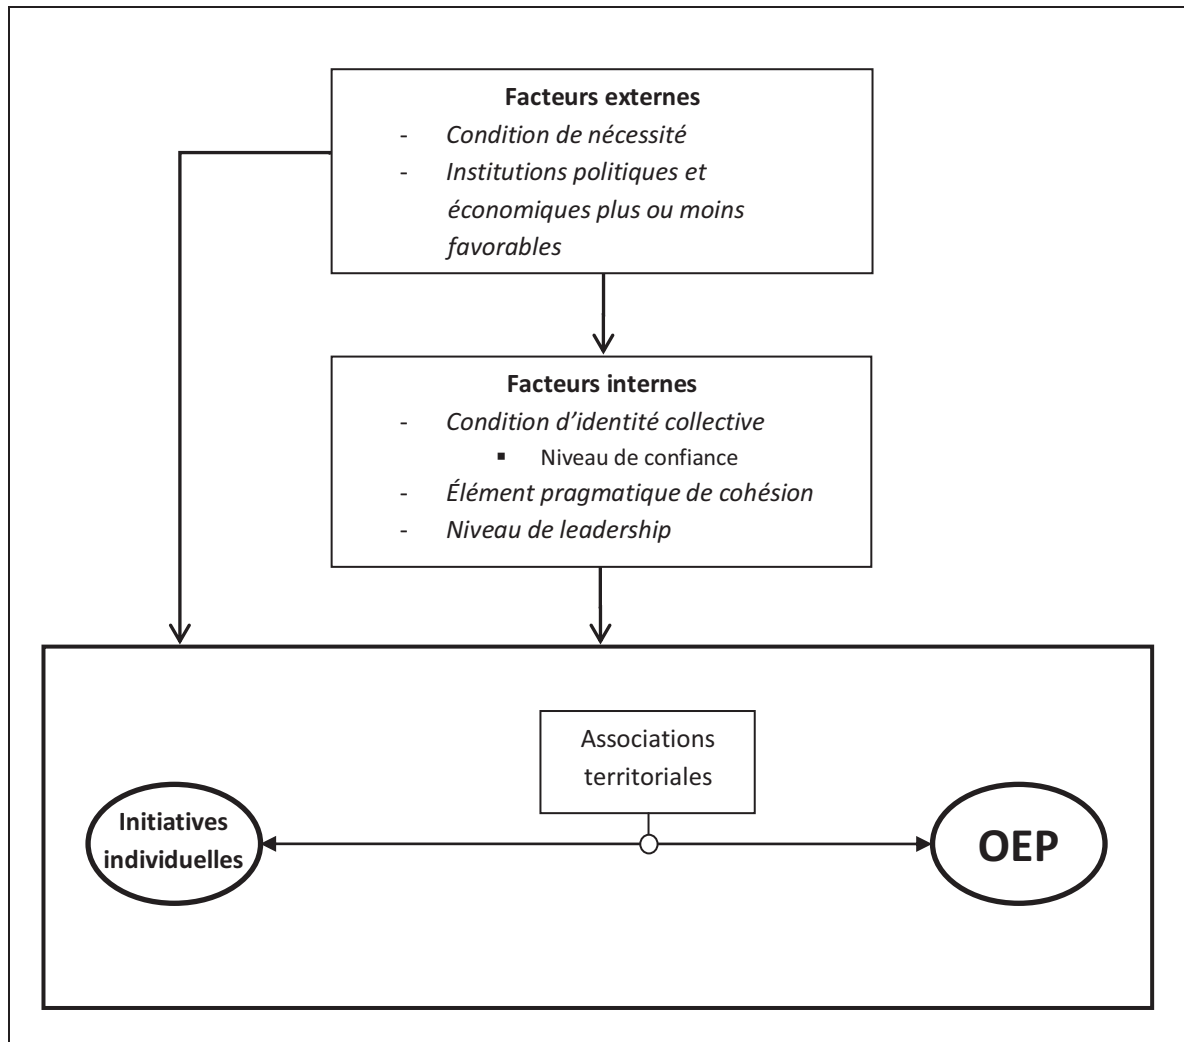 Facteurs externes
- Condition de nécessité
- Institutions politiques et
économiques plus ou moins
favorables
Facteurs internes
- Condition d’identité collective
▪ Niveau de confiance
- Élément pragmatique de cohésion
- Niveau de leadership
Associations
territoriales
Initiatives
individuelles
OEP